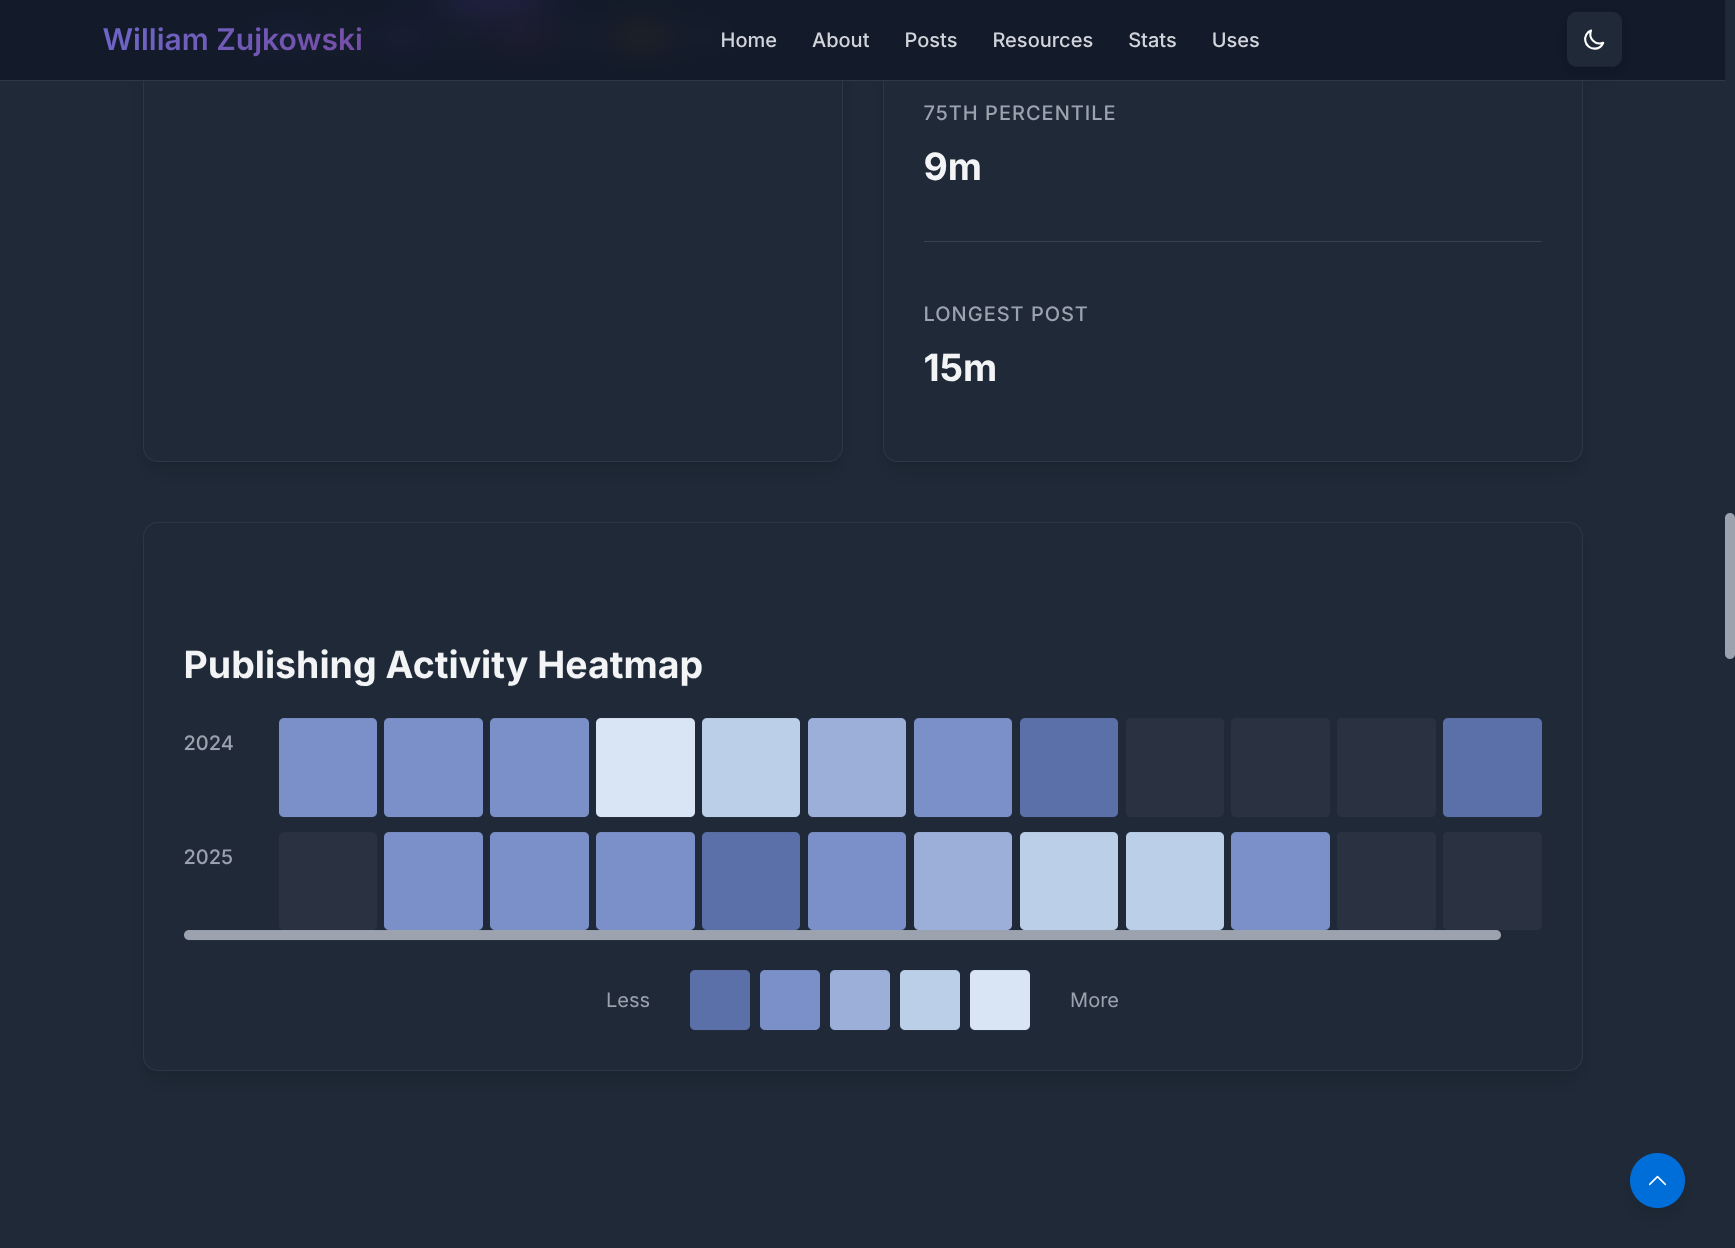 William Zujkowski
Home About Posts Resources Stats Uses
75TH PERCENTILE
9m
LONGEST POST
15m
Publishing Activity Heatmap
2024
2025
Less More